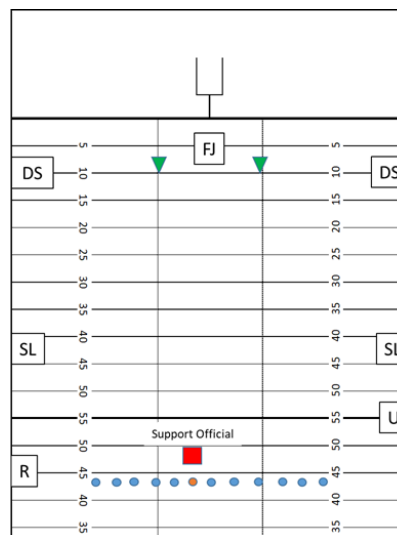 5 FJ 5
DS 10 10 DS
15 15
20 20
25 25
30 30
35 35
40 40
SL SL
45 45
50 50
55 55 U
Support Official
50 50
R 45 45
40 40
35 35